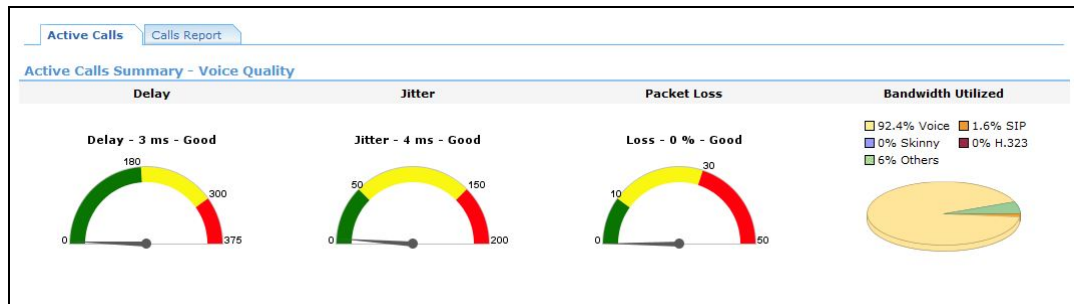 Active Calls Calls Report
Active Calls Summary - Voice Quality
Delay Jitter Packet Loss Bandwidth Utilized
Delay - 3 ms - Good
180
300
0
375
Jitter - 4 ms - Good
50
150
0
200
Loss - 0 % - Good
30
10
0
50
92.4% Voice 1.6% SIP
0% Skinny 0% H.323
6% Others